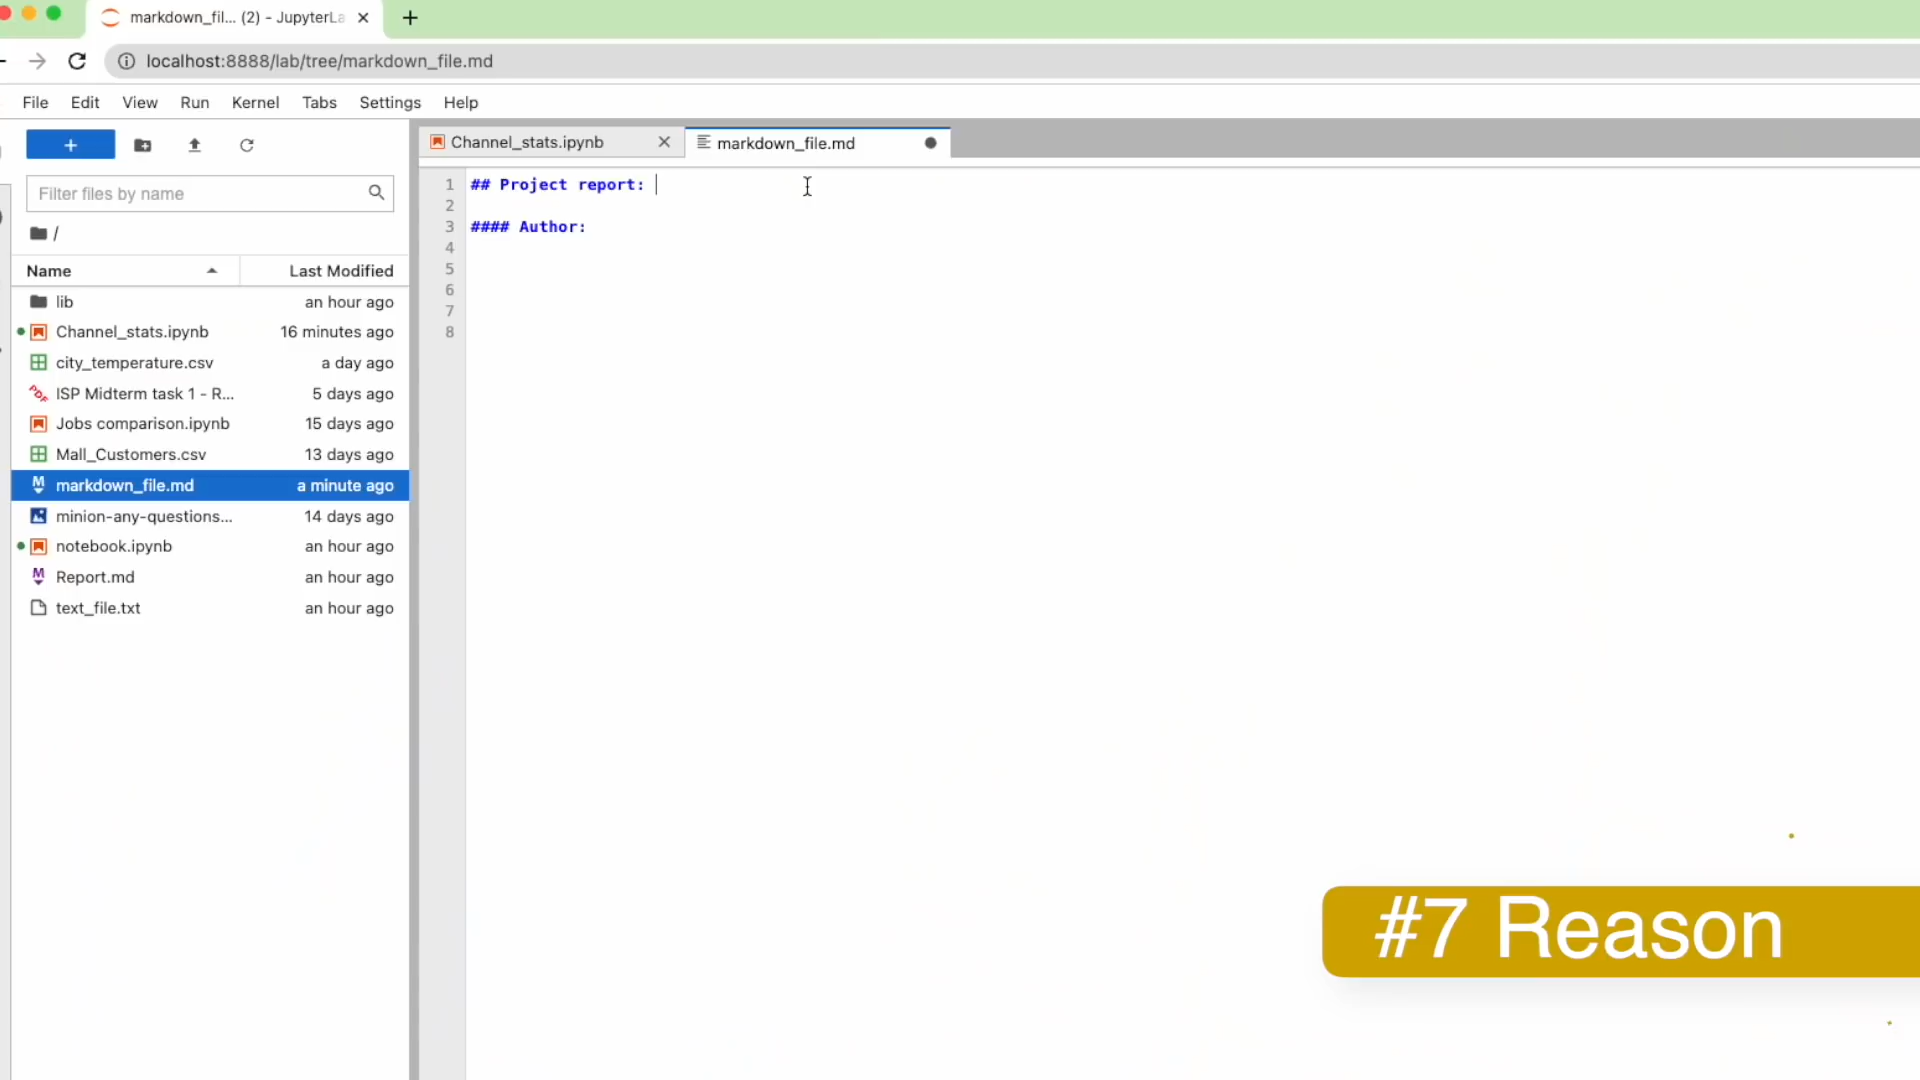 markdown_fil... (2) - JupyterLa
localhost:8888/lab/tree/markdown_file.md
File Edit View Run Kernel Tabs Settings Help
Channel_stats.ipynb
markdown_file.md
Filter files by name
/
Name Last Modified
lib an hour ago
Channel_stats.ipynb 16 minutes ago
city_temperature.csv a day ago
ISP Midterm task 1 - R... 5 days ago
Jobs comparison.ipynb 15 days ago
Mall_Customers.csv 13 days ago
markdown_file.md a minute ago
minion-any-questions... 14 days ago
notebook.ipynb an hour ago
Report.md an hour ago
text_file.txt an hour ago
1 ## Project report:
2
3 #### Author:
4
5
6
7
8
#7 Reason